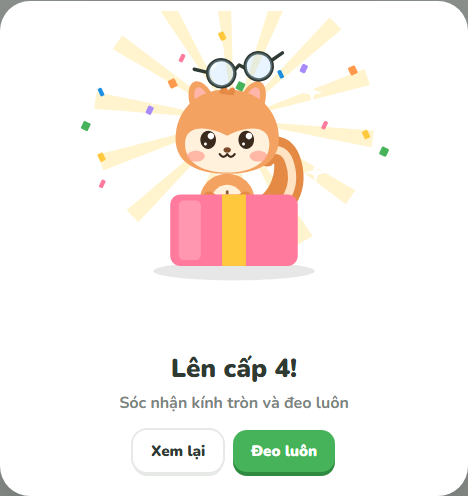 Lên cấp 4!
Sóc nhận kính tròn và đeo luôn
Xem lại
Đeo luôn